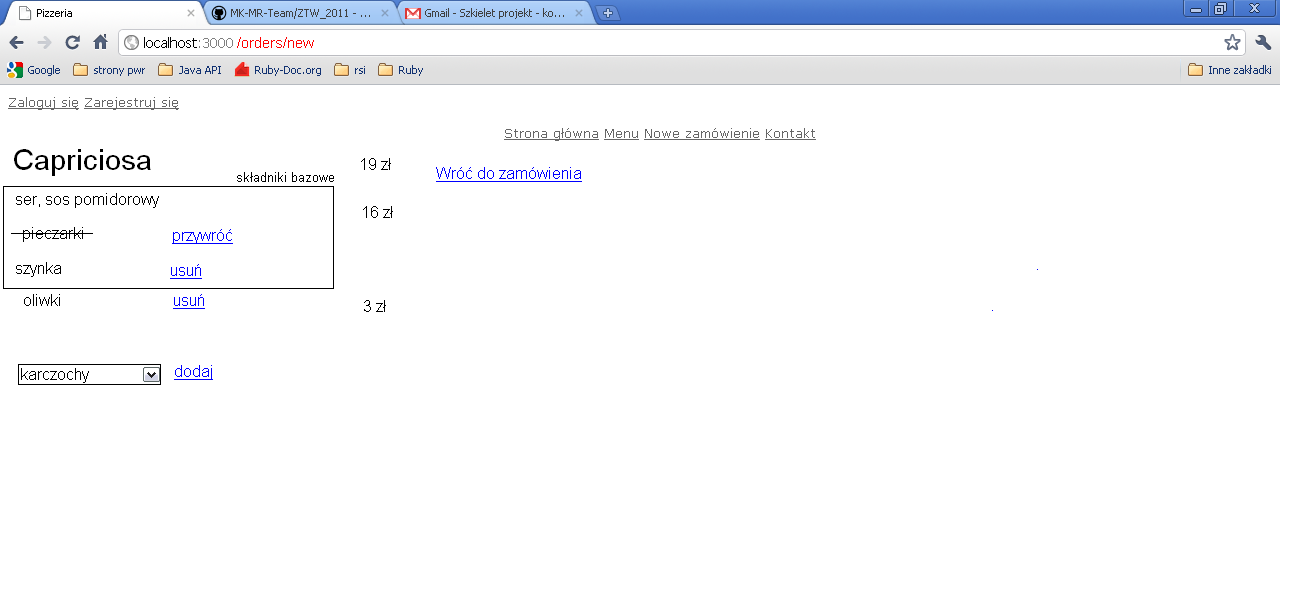 Pizzeria
MK-MR-Team/ZTW_2011 - ...
Gmail - Szkielet projekt - ko...
localhost:3000 /orders/new
Google strony pwr Java API Ruby-Doc.org rsi Ruby Inne zakładki
Zaloguj się Zarejestruj się
Strona główna Menu Nowe zamówienie Kontakt
Capriciosa
składniki bazowe
19 zł
Wróć do zamówienia
ser, sos pomidorowy
16 zł
pieczarki przywróć
szynka usuń
oliwki usuń
3 zł
karczochy dodaj